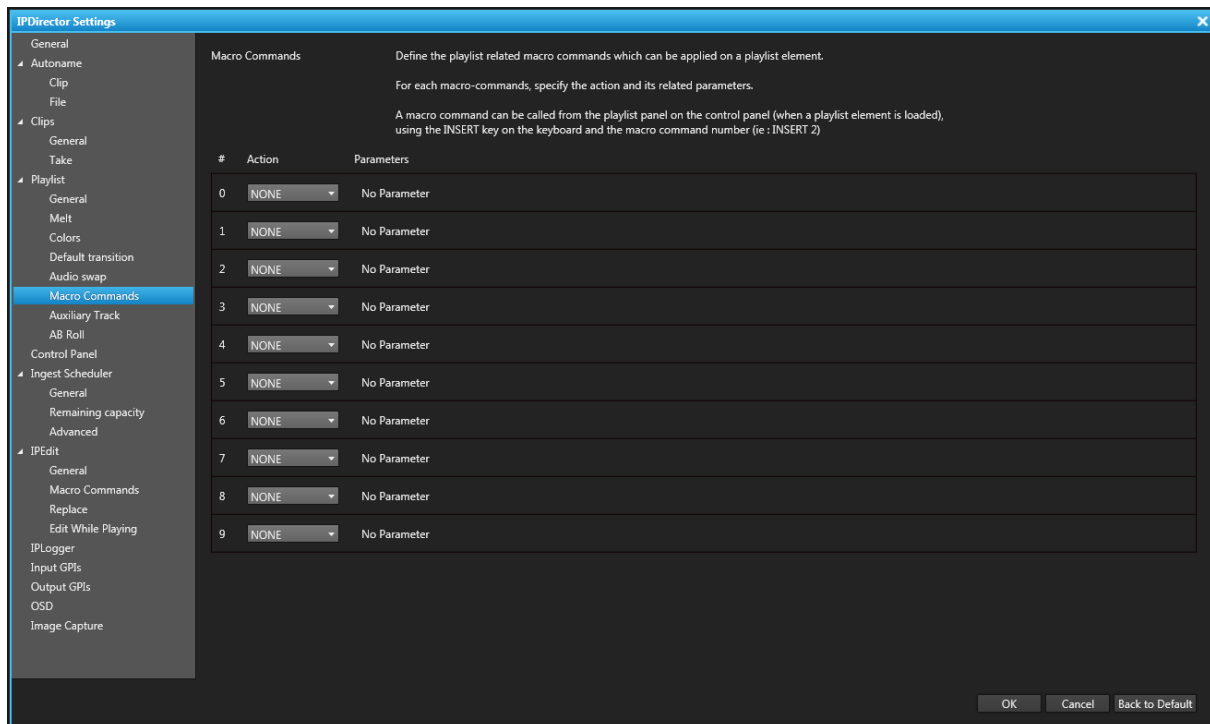 IPDirector Settings
General
Autoname
Clip
File
Clips
General
Take
Playlist
General
Melt
Colors
Default transition
Audio swap
Macro Commands
Auxiliary Track
AB Roll
Control Panel
Ingest Scheduler
General
Remaining capacity
Advanced
IPEdit
General
Macro Commands
Replace
Edit While Playing
IPLogger
Input GPIs
Output GPIs
OSD
Image Capture
Macro Commands
Define the playlist related macro commands which can be applied on a playlist element.
For each macro-commands, specify the action and its related parameters.
A macro command can be called from the playlist panel on the control panel (when a playlist element is loaded),
using the INSERT key on the keyboard and the macro command number (ie : INSERT 2)
# Action Parameters
0 NONE No Parameter
1 NONE No Parameter
2 NONE No Parameter
3 NONE No Parameter
4 NONE No Parameter
5 NONE No Parameter
6 NONE No Parameter
7 NONE No Parameter
8 NONE No Parameter
9 NONE No Parameter
OK Cancel Back to Default